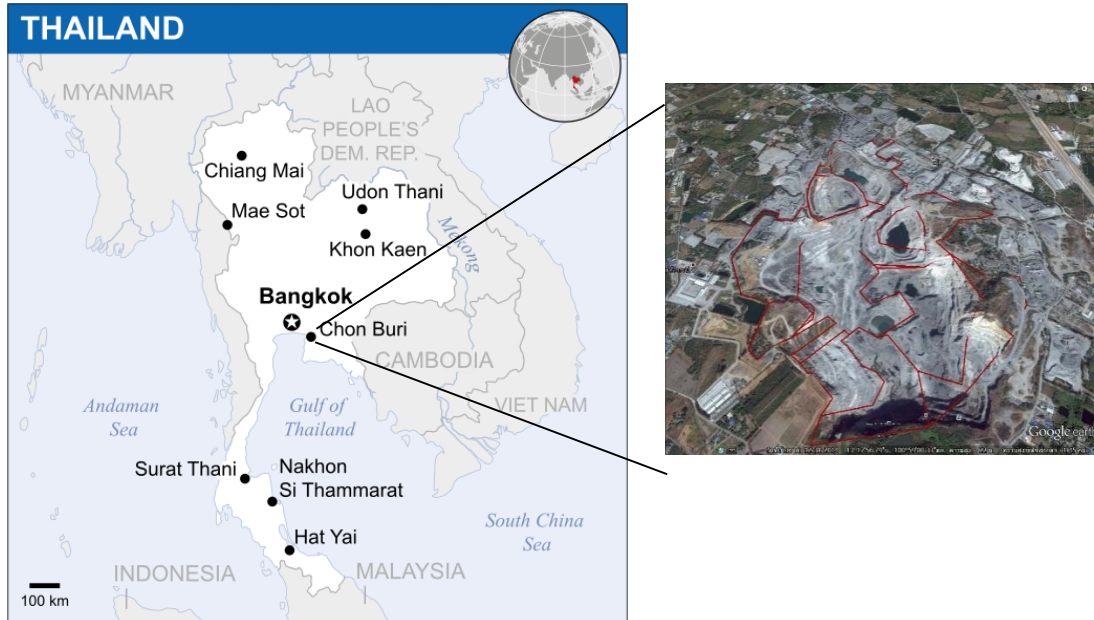 THAILAND
MYANMAR
LAO
PEOPLE'S
DEM. REP.
Chiang Mai
Udon Thani
Mae Sot
Khon Kaen
Mekong
Bangkok
Chon Buri
CAMBODIA
Andaman
Sea
Gulf of
Thailand
VIET NAM
Surat Thani
Nakhon
Si Thammarat
South China
Sea
Hat Yai
INDONESIA
MALAYSIA
100 km
Google earth